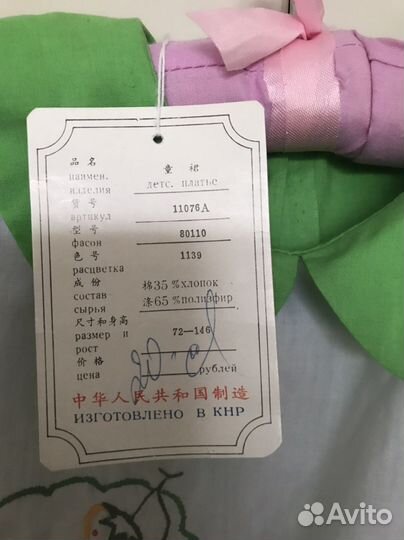 品名 童裙
наимен. изделия детс. платье
货号 11076А
артикул
型号 80110
фасон
色号 1139
расцветка
成份 棉35%хлопок
состав сырья 涤65%полиэфир
尺寸和身高
размер и рост 72—146
价格
цена рублей
中华人民共和国制造
ИЗГОТОВЛЕНО В КНР
Avito